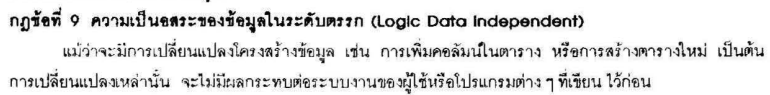 กฎข้อที่ 9 ความเป็นอสระของข้อมูลในระดับตรรก (Logic Data Independent)
แม้ว่าจะมีการเปลี่ยนแปลงโครงสร้างข้อมูล เช่น การเพิ่มคอลัมน์ในตาราง หรือการสร้างตารางใหม่ เป็นต้น
การเปลี่ยนแปลงเหล่านั้น จะไม่มีผลกระทบต่อระบบงานของผู้ใช้หรือโปรแกรมต่าง ๆ ที่เขียน ไว้ก่อน